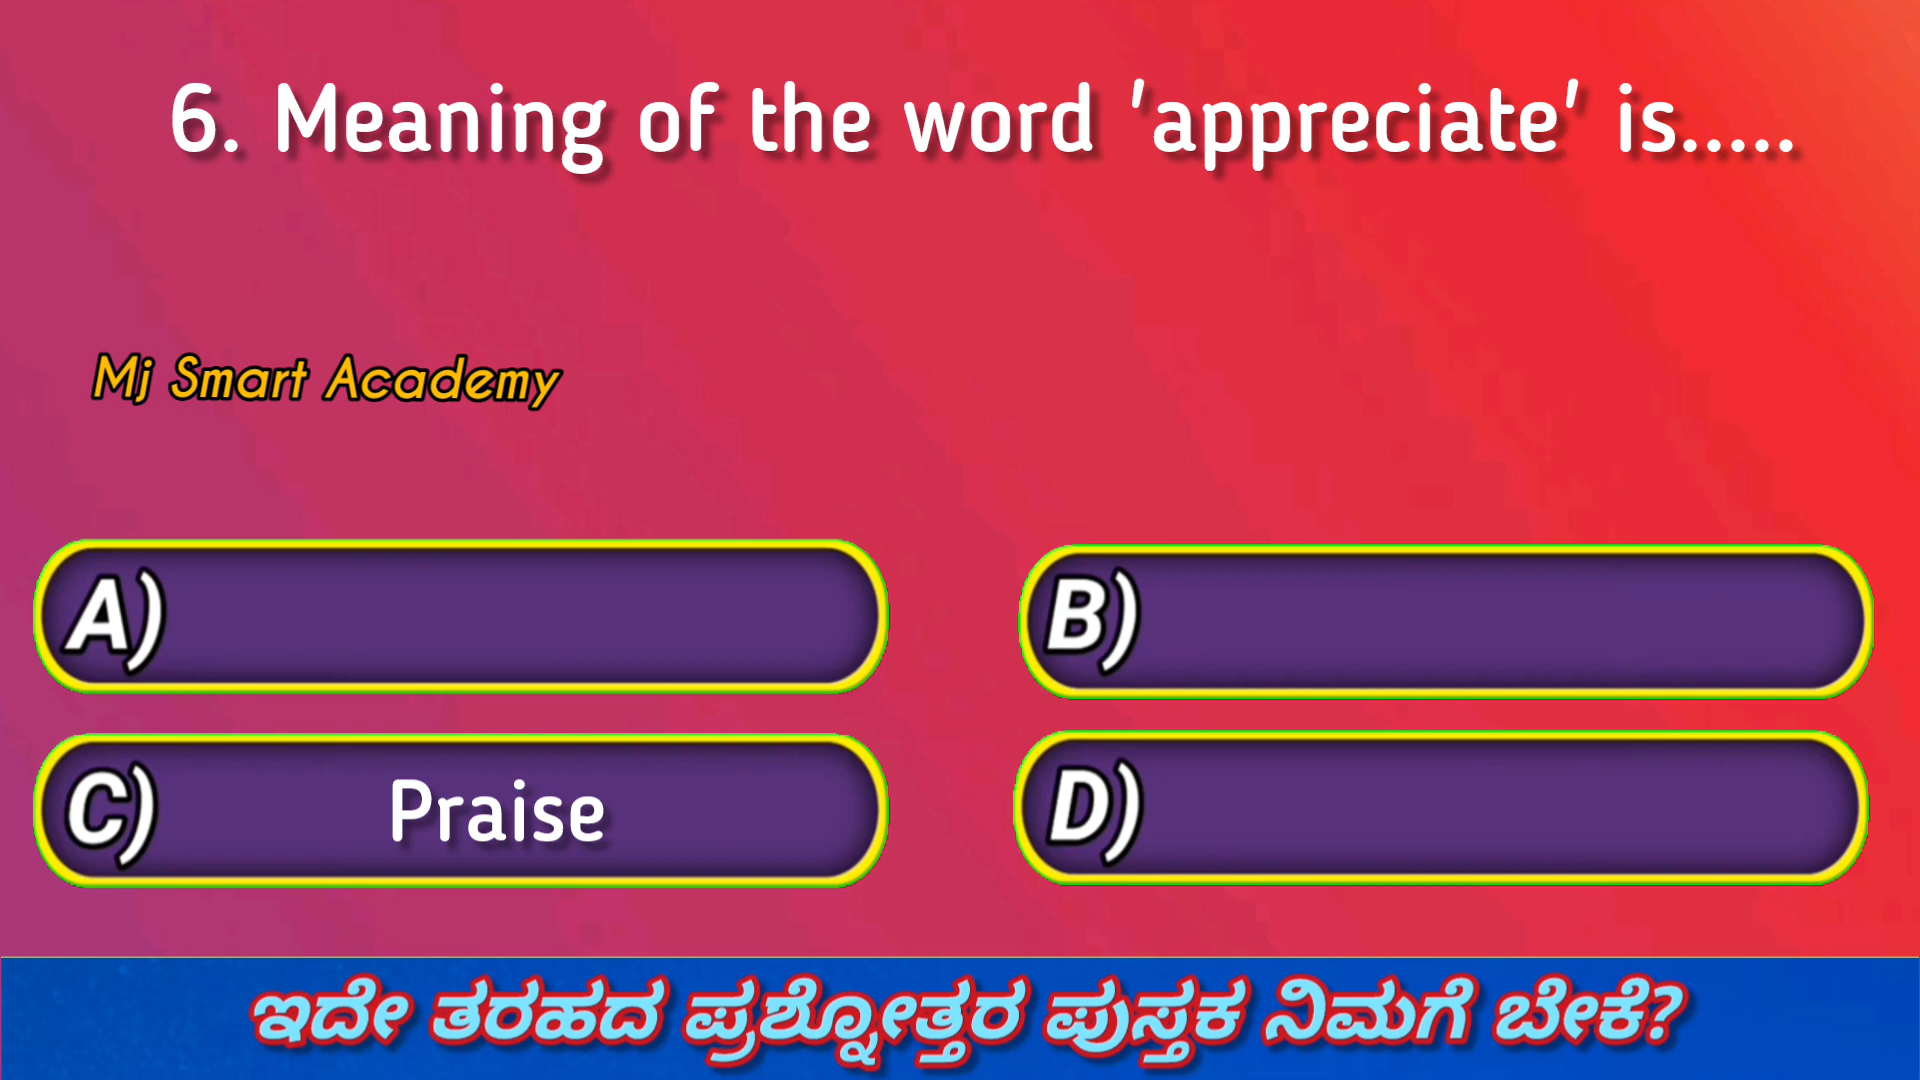 6. Meaning of the word 'appreciate' is.....
Mj Smart Academy
A)
B)
C) Praise
D)
ಇದೇ ತರಹದ ಪ್ರಶ್ನೋತ್ತರ ಪುಸ್ತಕ ನಿಮಗೆ ಬೇಕೆ?